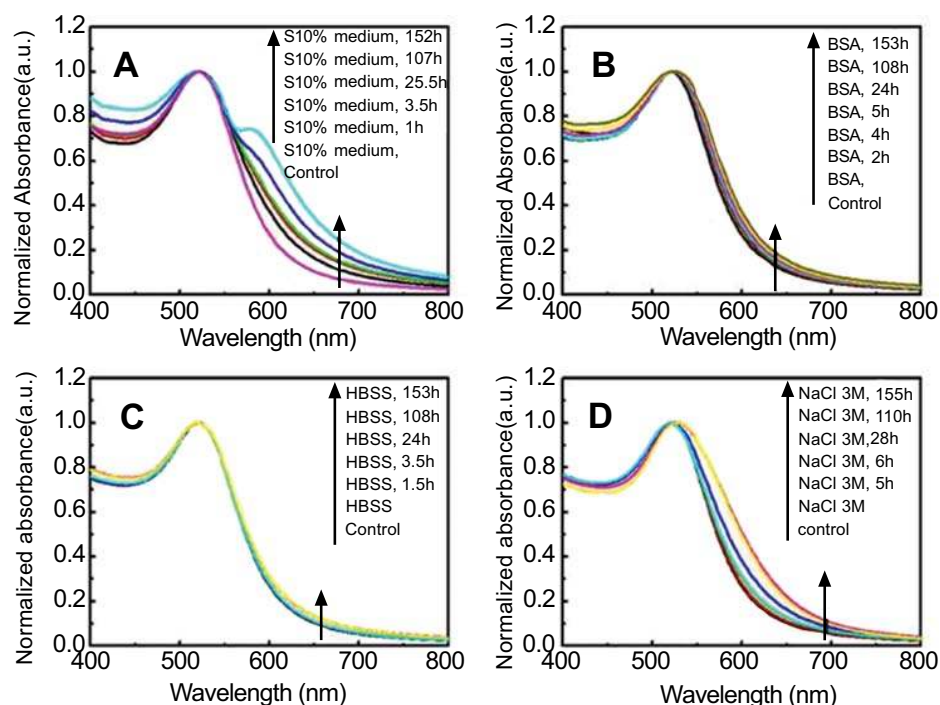 A
Normalized Absorbance(a.u.)
1.2
1.0
0.8
0.6
0.4
0.2
0.0
S10% medium, 152h
S10% medium, 107h
S10% medium, 25.5h
S10% medium, 3.5h
S10% medium, 1h
S10% medium,
Control
400 500 600 700 800
Wavelength (nm)
B
Normalized Absrobance(a.u.)
1.2
1.0
0.8
0.6
0.4
0.2
0.0
BSA, 153h
BSA, 108h
BSA, 24h
BSA, 5h
BSA, 4h
BSA, 2h
BSA,
Control
400 500 600 700 800
Wavelength (nm)
C
Normalized absorbance(a.u.)
1.2
1.0
0.8
0.6
0.4
0.2
0.0
HBSS, 153h
HBSS, 108h
HBSS, 24h
HBSS, 3.5h
HBSS, 1.5h
HBSS
Control
400 500 600 700 800
Wavelength (nm)
D
Normalized absorbance(a.u.)
1.2
1.0
0.8
0.6
0.4
0.2
0.0
NaCl 3M, 155h
NaCl 3M, 110h
NaCl 3M,28h
NaCl 3M, 6h
NaCl 3M, 5h
NaCl 3M
control
400 500 600 700 800
Wavelength (nm)